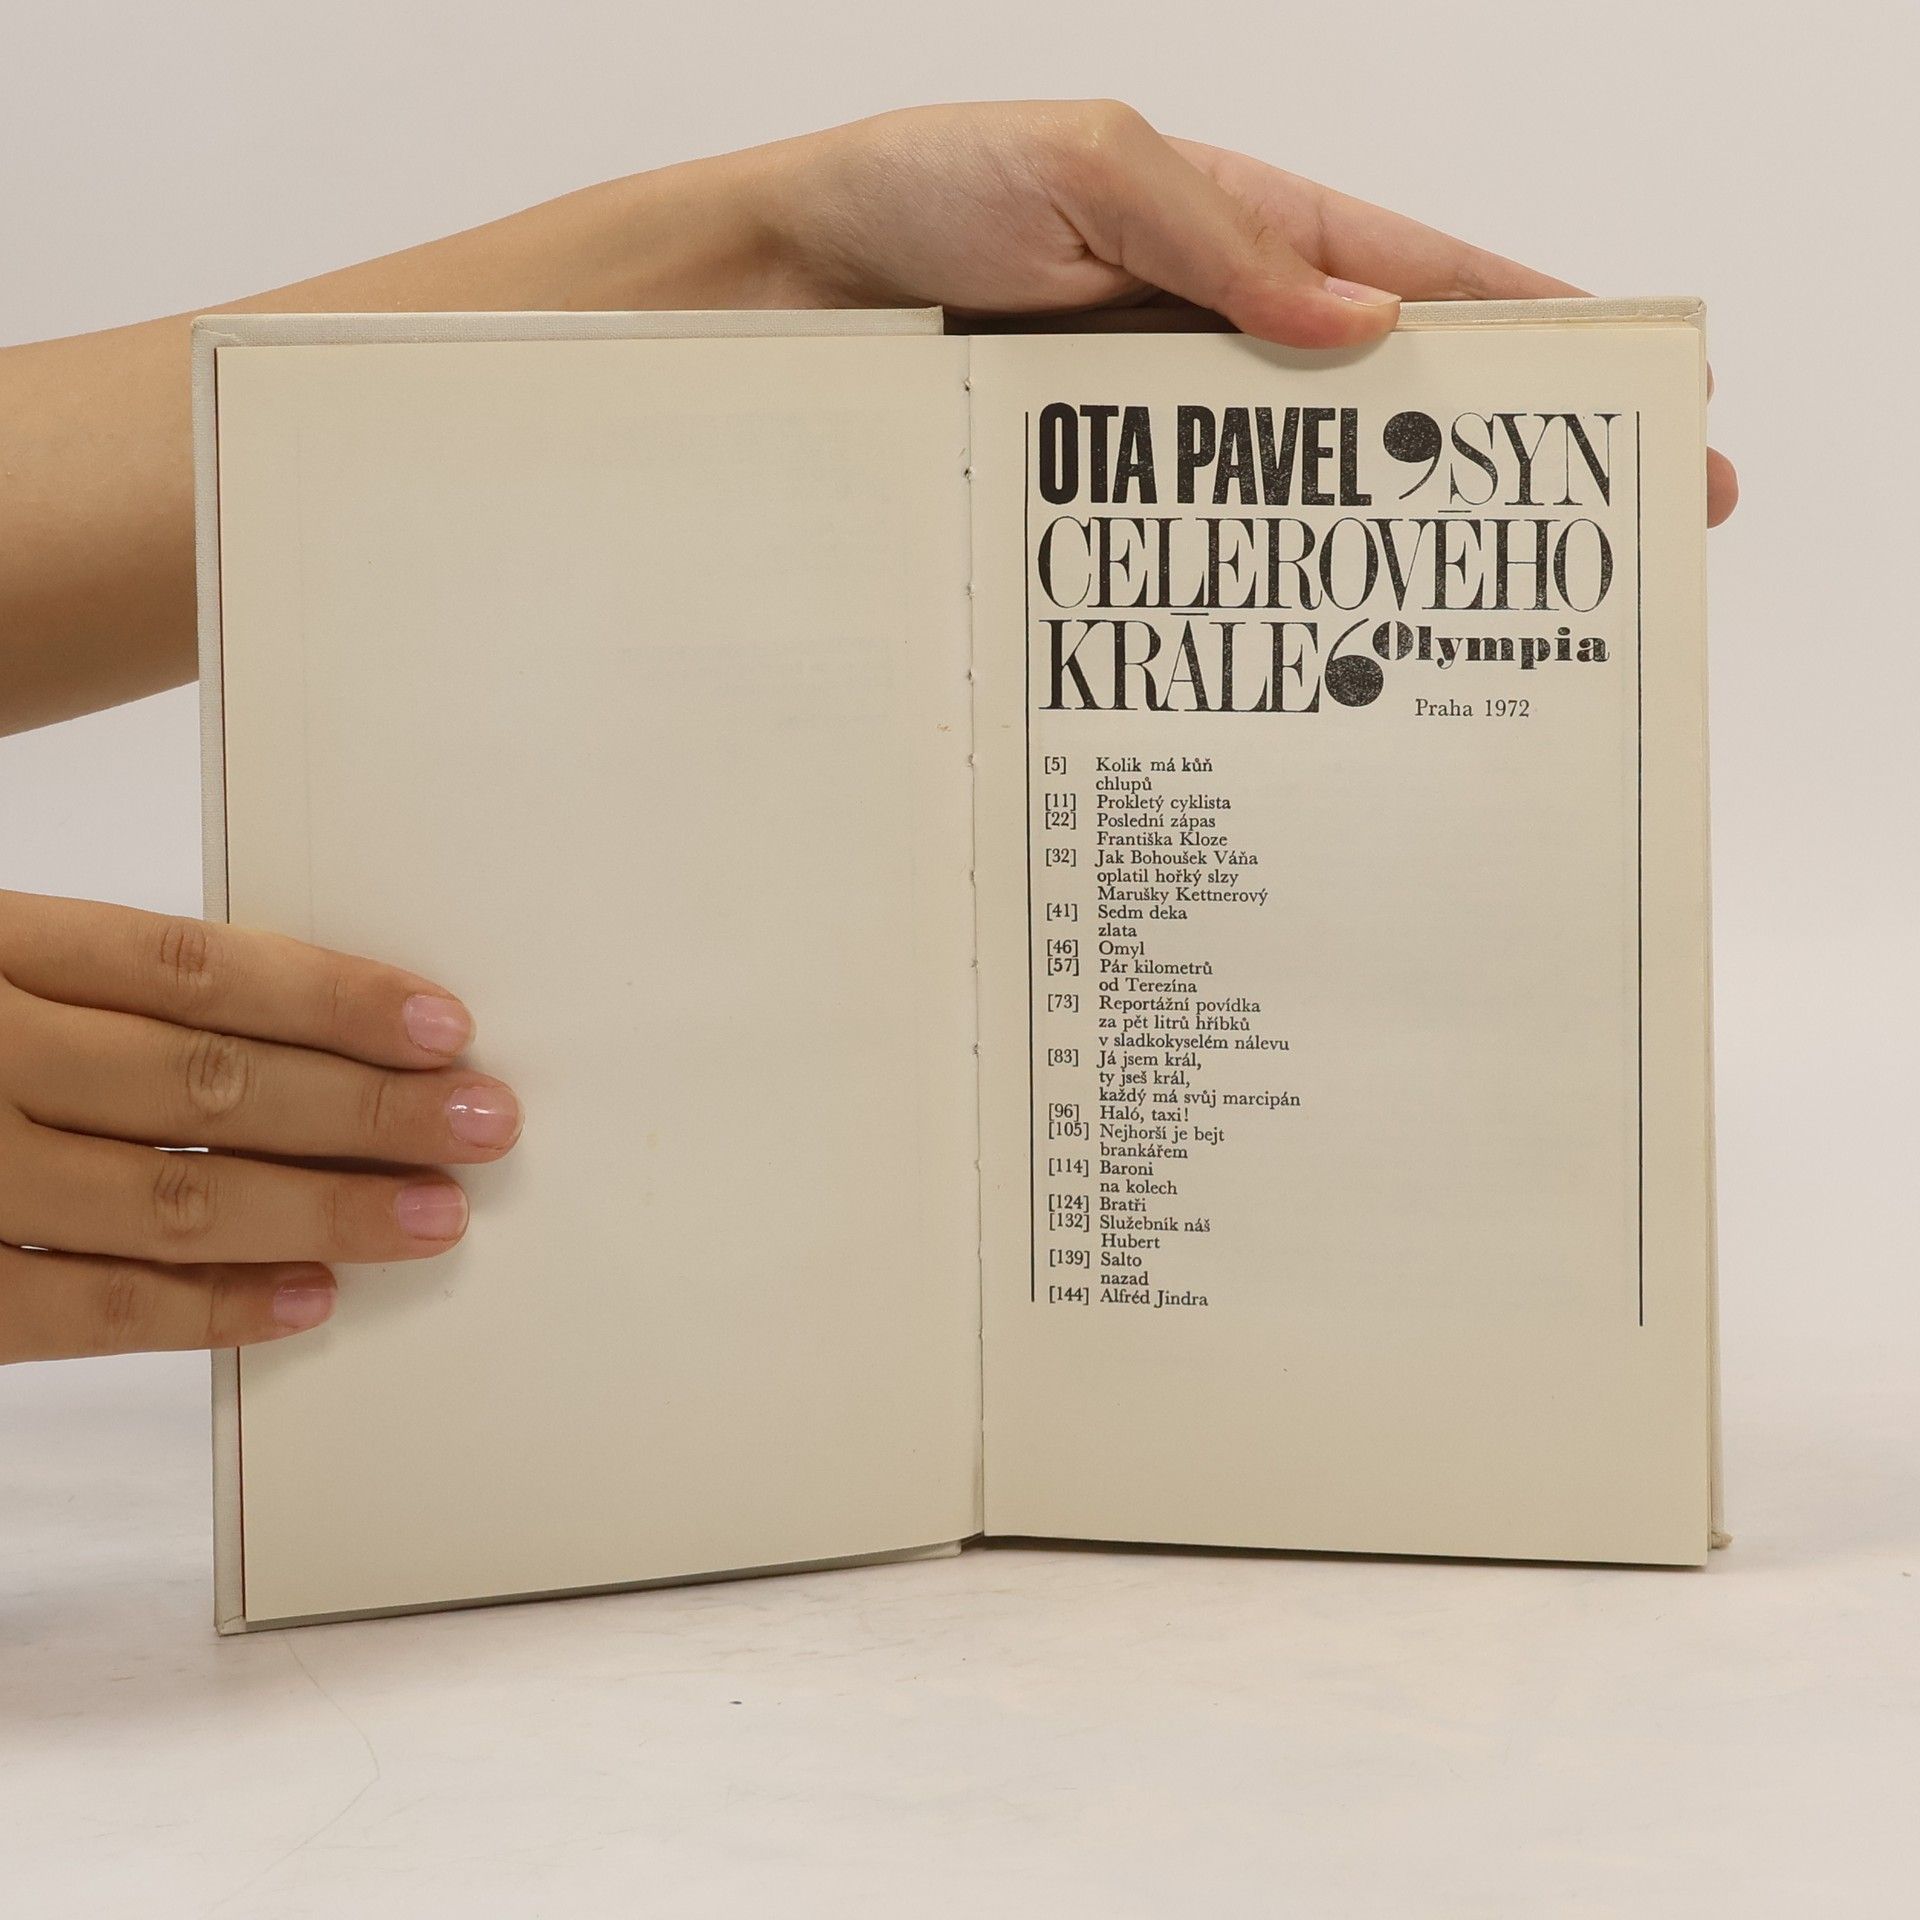 OTA PAVEL ❜SYN
CELEROVÉHO
KRÁLE❛Olympia
Praha 1972
[5] Kolik má kůň
chlupů
[11] Prokletý cyklista
[22] Poslední zápas
Františka Kloze
[32] Jak Bohoušek Váňa
oplatil hořký slzy
Marušky Kettnerový
[41] Sedm deka
zlata
[46] Omyl
[57] Pár kilometrů
od Terezína
[73] Reportážní povídka
za pět litrů hříbků
v sladkokyselém nálevu
[83] Já jsem král,
ty jseš král,
každý má svůj marcipán
[96] Haló, taxi!
[105] Nejhorší je bejt
brankářem
[114] Baroni
na kolech
[124] Bratři
[132] Služebník náš
Hubert
[139] Salto
nazad
[144] Alfréd Jindra